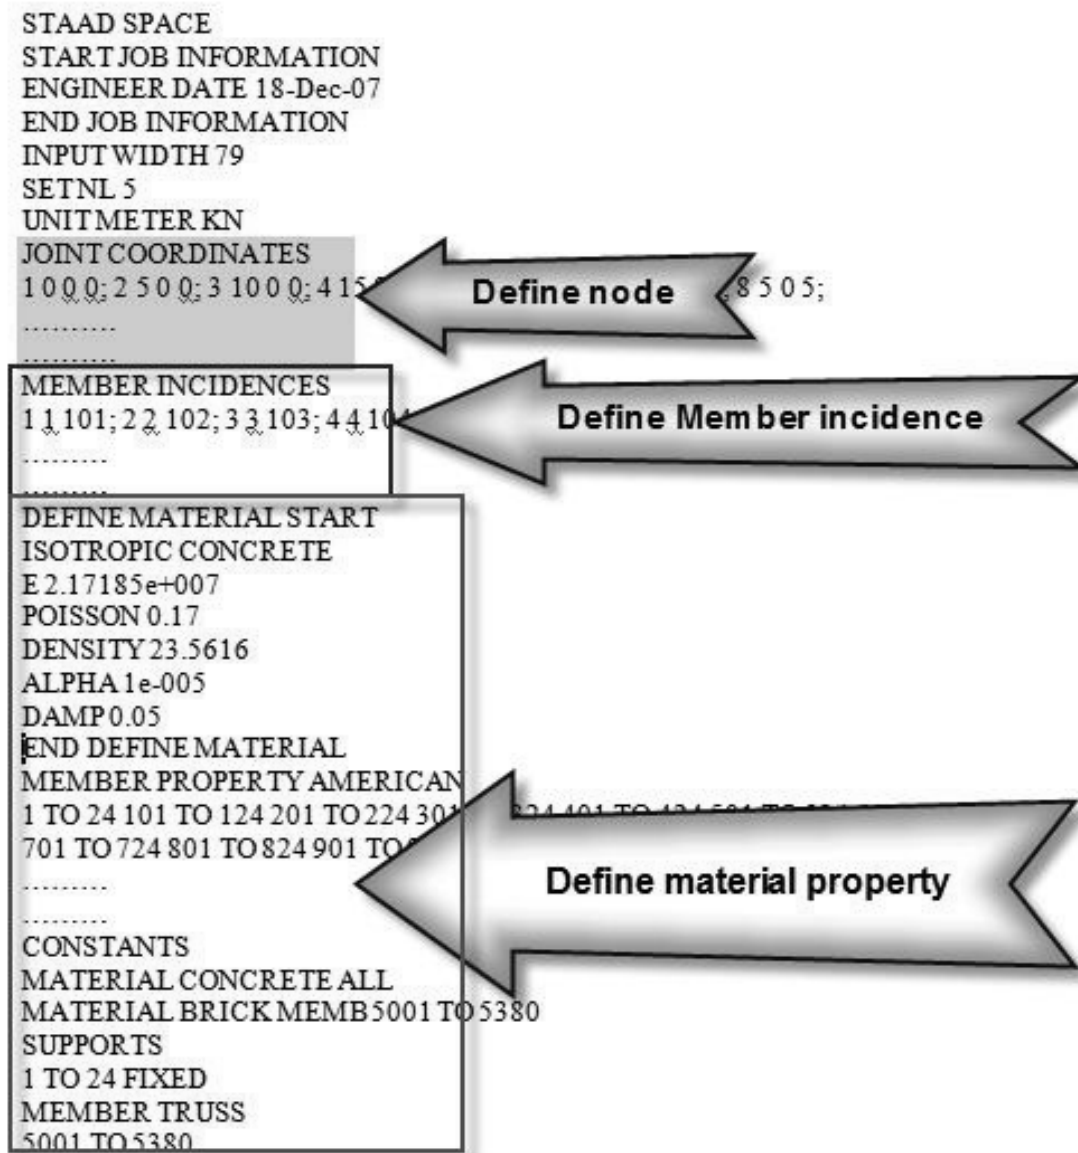 STAAD SPACE
START JOB INFORMATION
ENGINEER DATE 18-Dec-07
END JOB INFORMATION
INPUT WIDTH 79
SET NL 5
UNIT METER KN
JOINT COORDINATES
1 0 0 0; 2 5 0 0; 3 10 0 0; 4 15 Define node 8 5 0 5;
..........
..........
MEMBER INCIDENCES
1 1 101; 2 2 102; 3 3 103; 4 4 Define Member incidence
.........
.........
DEFINE MATERIAL START
ISOTROPIC CONCRETE
E 2.17185e+007
POISSON 0.17
DENSITY 23.5616
ALPHA 1e-005
DAMP 0.05
END DEFINE MATERIAL
MEMBER PROPERTY AMERICAN
1 TO 24 101 TO 124 201 TO 224 301
701 TO 724 801 TO 824 901 TO
Define material property
.........
.........
CONSTANTS
MATERIAL CONCRETE ALL
MATERIAL BRICK MEMB 5001 TO 5380
SUPPORTS
1 TO 24 FIXED
MEMBER TRUSS
5001 TO 5380